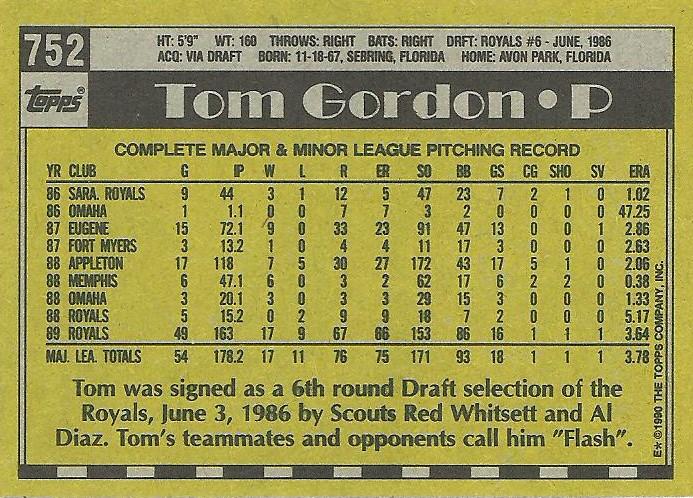 752
HT: 5'9" WT: 160 THROWS: RIGHT BATS: RIGHT DRFT: ROYALS #6 - JUNE, 1986
ACQ: VIA DRAFT BORN: 11-18-67, SEBRING, FLORIDA HOME: AVON PARK, FLORIDA
topps®
Tom Gordon • P
COMPLETE MAJOR & MINOR LEAGUE PITCHING RECORD
YR CLUB G IP W L R ER SO BB GS CG SHO SV ERA
86 SARA. ROYALS 9 44 3 1 12 5 47 23 7 2 1 0 1.02
86 OMAHA 1 1.1 0 0 7 7 3 2 0 0 0 0 47.25
87 EUGENE 15 72.1 9 0 33 23 91 47 13 0 0 1 2.86
87 FORT MYERS 3 13.2 1 0 4 4 11 17 3 0 0 0 2.63
88 APPLETON 17 118 7 5 30 27 172 43 17 5 1 0 2.06
88 MEMPHIS 6 47.1 6 0 3 2 62 17 6 2 2 0 0.38
88 OMAHA 3 20.1 3 0 3 3 29 15 3 0 0 0 1.33
88 ROYALS 5 15.2 0 2 9 9 18 7 2 0 0 0 5.17
89 ROYALS 49 163 17 9 67 66 153 86 16 1 1 1 3.64
MAJ. LEA. TOTALS 54 178.2 17 11 76 75 171 93 18 1 1 1 3.78
Tom was signed as a 6th round Draft selection of the
Royals, June 3, 1986 by Scouts Red Whitsett and Al
Diaz. Tom's teammates and opponents call him "Flash".
E* ©1990 THE TOPPS COMPANY, INC.